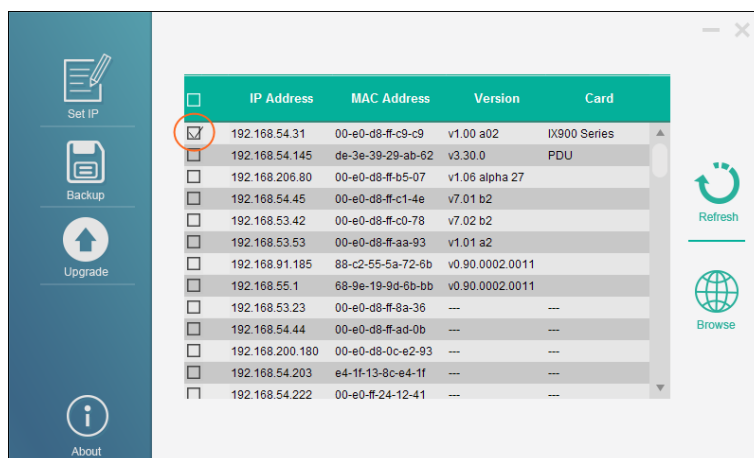 Set IP
Backup
Upgrade
About
IP Address MAC Address Version Card
192.168.54.31 00-e0-d8-ff-c9-c9 v1.00 a02 IX900 Series
192.168.54.145 de-3e-39-29-ab-62 v3.30.0 PDU
192.168.206.80 00-e0-d8-ff-b5-07 v1.06 alpha 27
192.168.54.45 00-e0-d8-ff-c1-4e v7.01 b2
192.168.53.42 00-e0-d8-ff-c0-78 v7.02 b2
192.168.53.53 00-e0-d8-ff-aa-93 v1.01 a2
192.168.91.185 88-c2-55-5a-72-6b v0.90.0002.0011
192.168.55.1 68-9e-19-9d-6b-bb v0.90.0002.0011
192.168.53.23 00-e0-d8-ff-8a-36 --- ---
192.168.54.44 00-e0-d8-ff-ad-0b --- ---
192.168.200.180 00-e0-d8-0c-e2-93 --- ---
192.168.54.203 e4-1f-13-8c-e4-1f --- ---
192.168.54.222 00-e0-ff-24-12-41 --- ---
Refresh
Browse